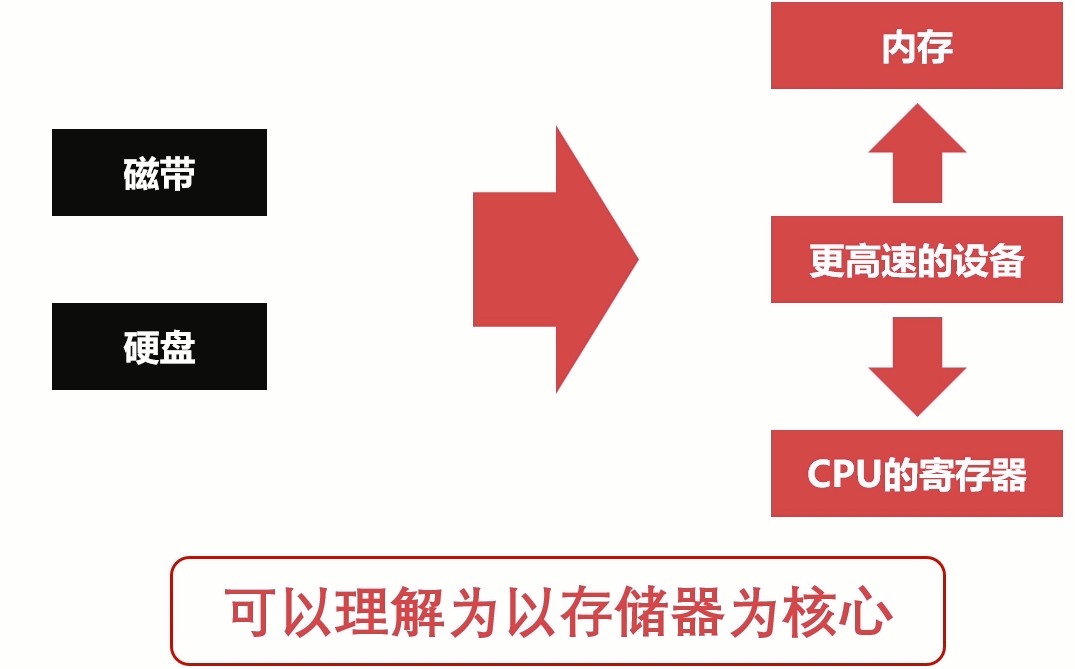 内存
磁带
更高速的设备
硬盘
CPU的寄存器
可以理解为以存储器为核心